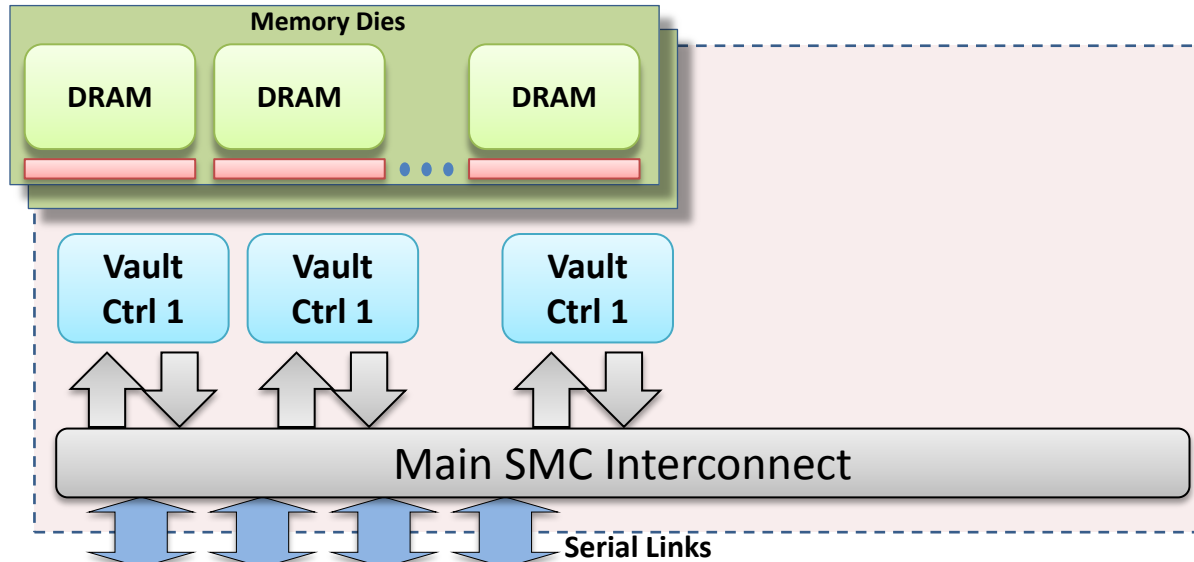 Memory Dies
DRAM
DRAM
DRAM
Vault
Ctrl 1
Vault
Ctrl 1
Vault
Ctrl 1
Main SMC Interconnect
Serial Links